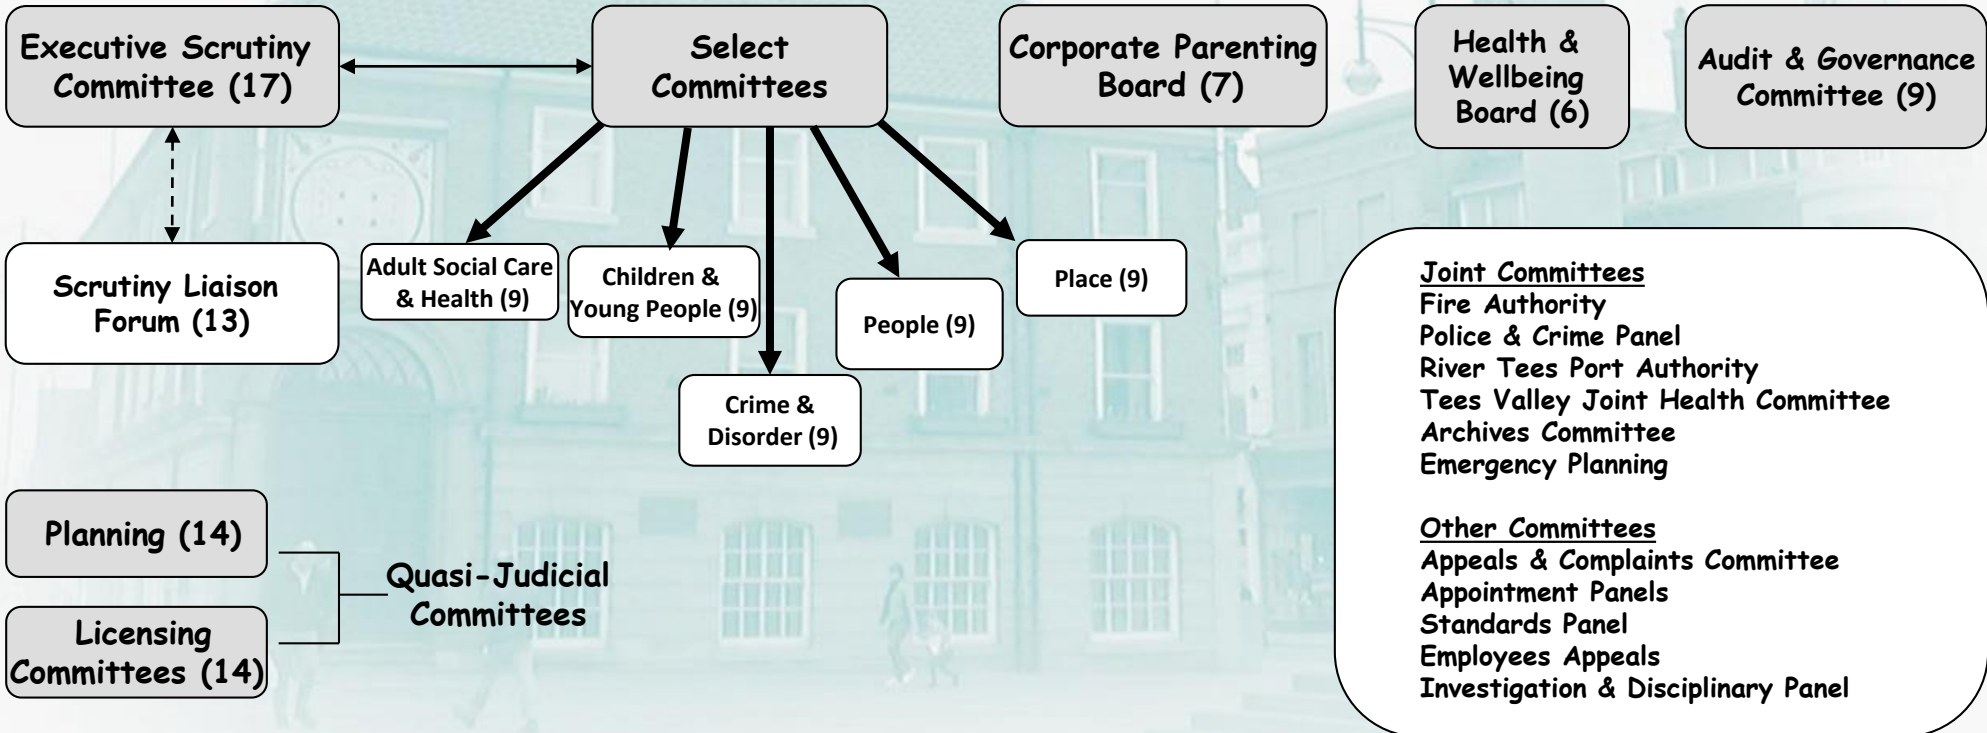 Executive Scrutiny
Committee (17)
Select
Committees
Corporate Parenting
Board (7)
Health &
Wellbeing
Board (6)
Audit & Governance
Committee (9)
Scrutiny Liaison
Forum (13)
Adult Social Care
& Health (9)
Children &
Young People (9)
Crime &
Disorder (9)
People (9)
Place (9)
Planning (14)
Licensing
Committees (14)
Quasi-Judicial
Committees
Joint Committees
Fire Authority
Police & Crime Panel
River Tees Port Authority
Tees Valley Joint Health Committee
Archives Committee
Emergency Planning
Other Committees
Appeals & Complaints Committee
Appointment Panels
Standards Panel
Employees Appeals
Investigation & Disciplinary Panel